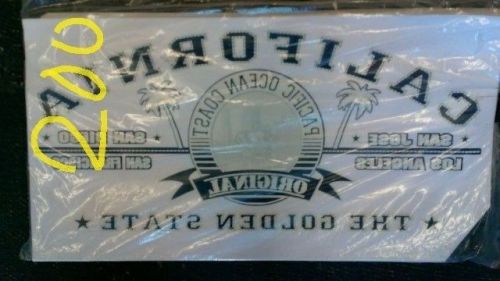 CALIFORNIA
200
PACIFIC OCEAN COAST
SAN JOSE ★ ★ SAN DIEGO
LOS ANGELES SAN FRANCISCO
ORIGINAL
★ THE GOLDEN STATE ★